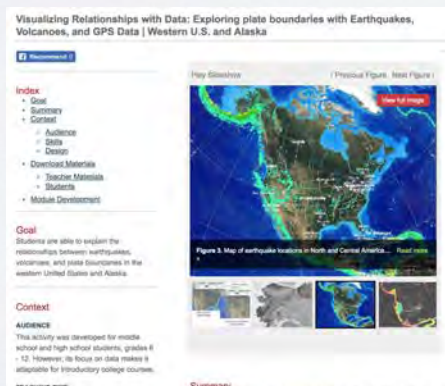 Visualizing Relationships with Data: Exploring plate boundaries with Earthquakes,
Volcanoes, and GPS Data | Western U.S. and Alaska
Recommend 0
Play Slideshow
Previous Figure
Next Figure
View full image
Index
Goal
Summary
Context
Audience
Skills
Design
Download Materials
Teacher Materials
Students
Module Development
Figure 3. Map of earthquake locations in North and Central America...
Read more
Goal
Students are able to explain the
relationships between earthquakes,
volcanoes, and plate boundaries in the
western United States and Alaska.
Context
AUDIENCE
This activity was developed for middle
school and high school students, grades 6
- 12. However, its focus on data makes it
adaptable for introductory college courses.
Summary